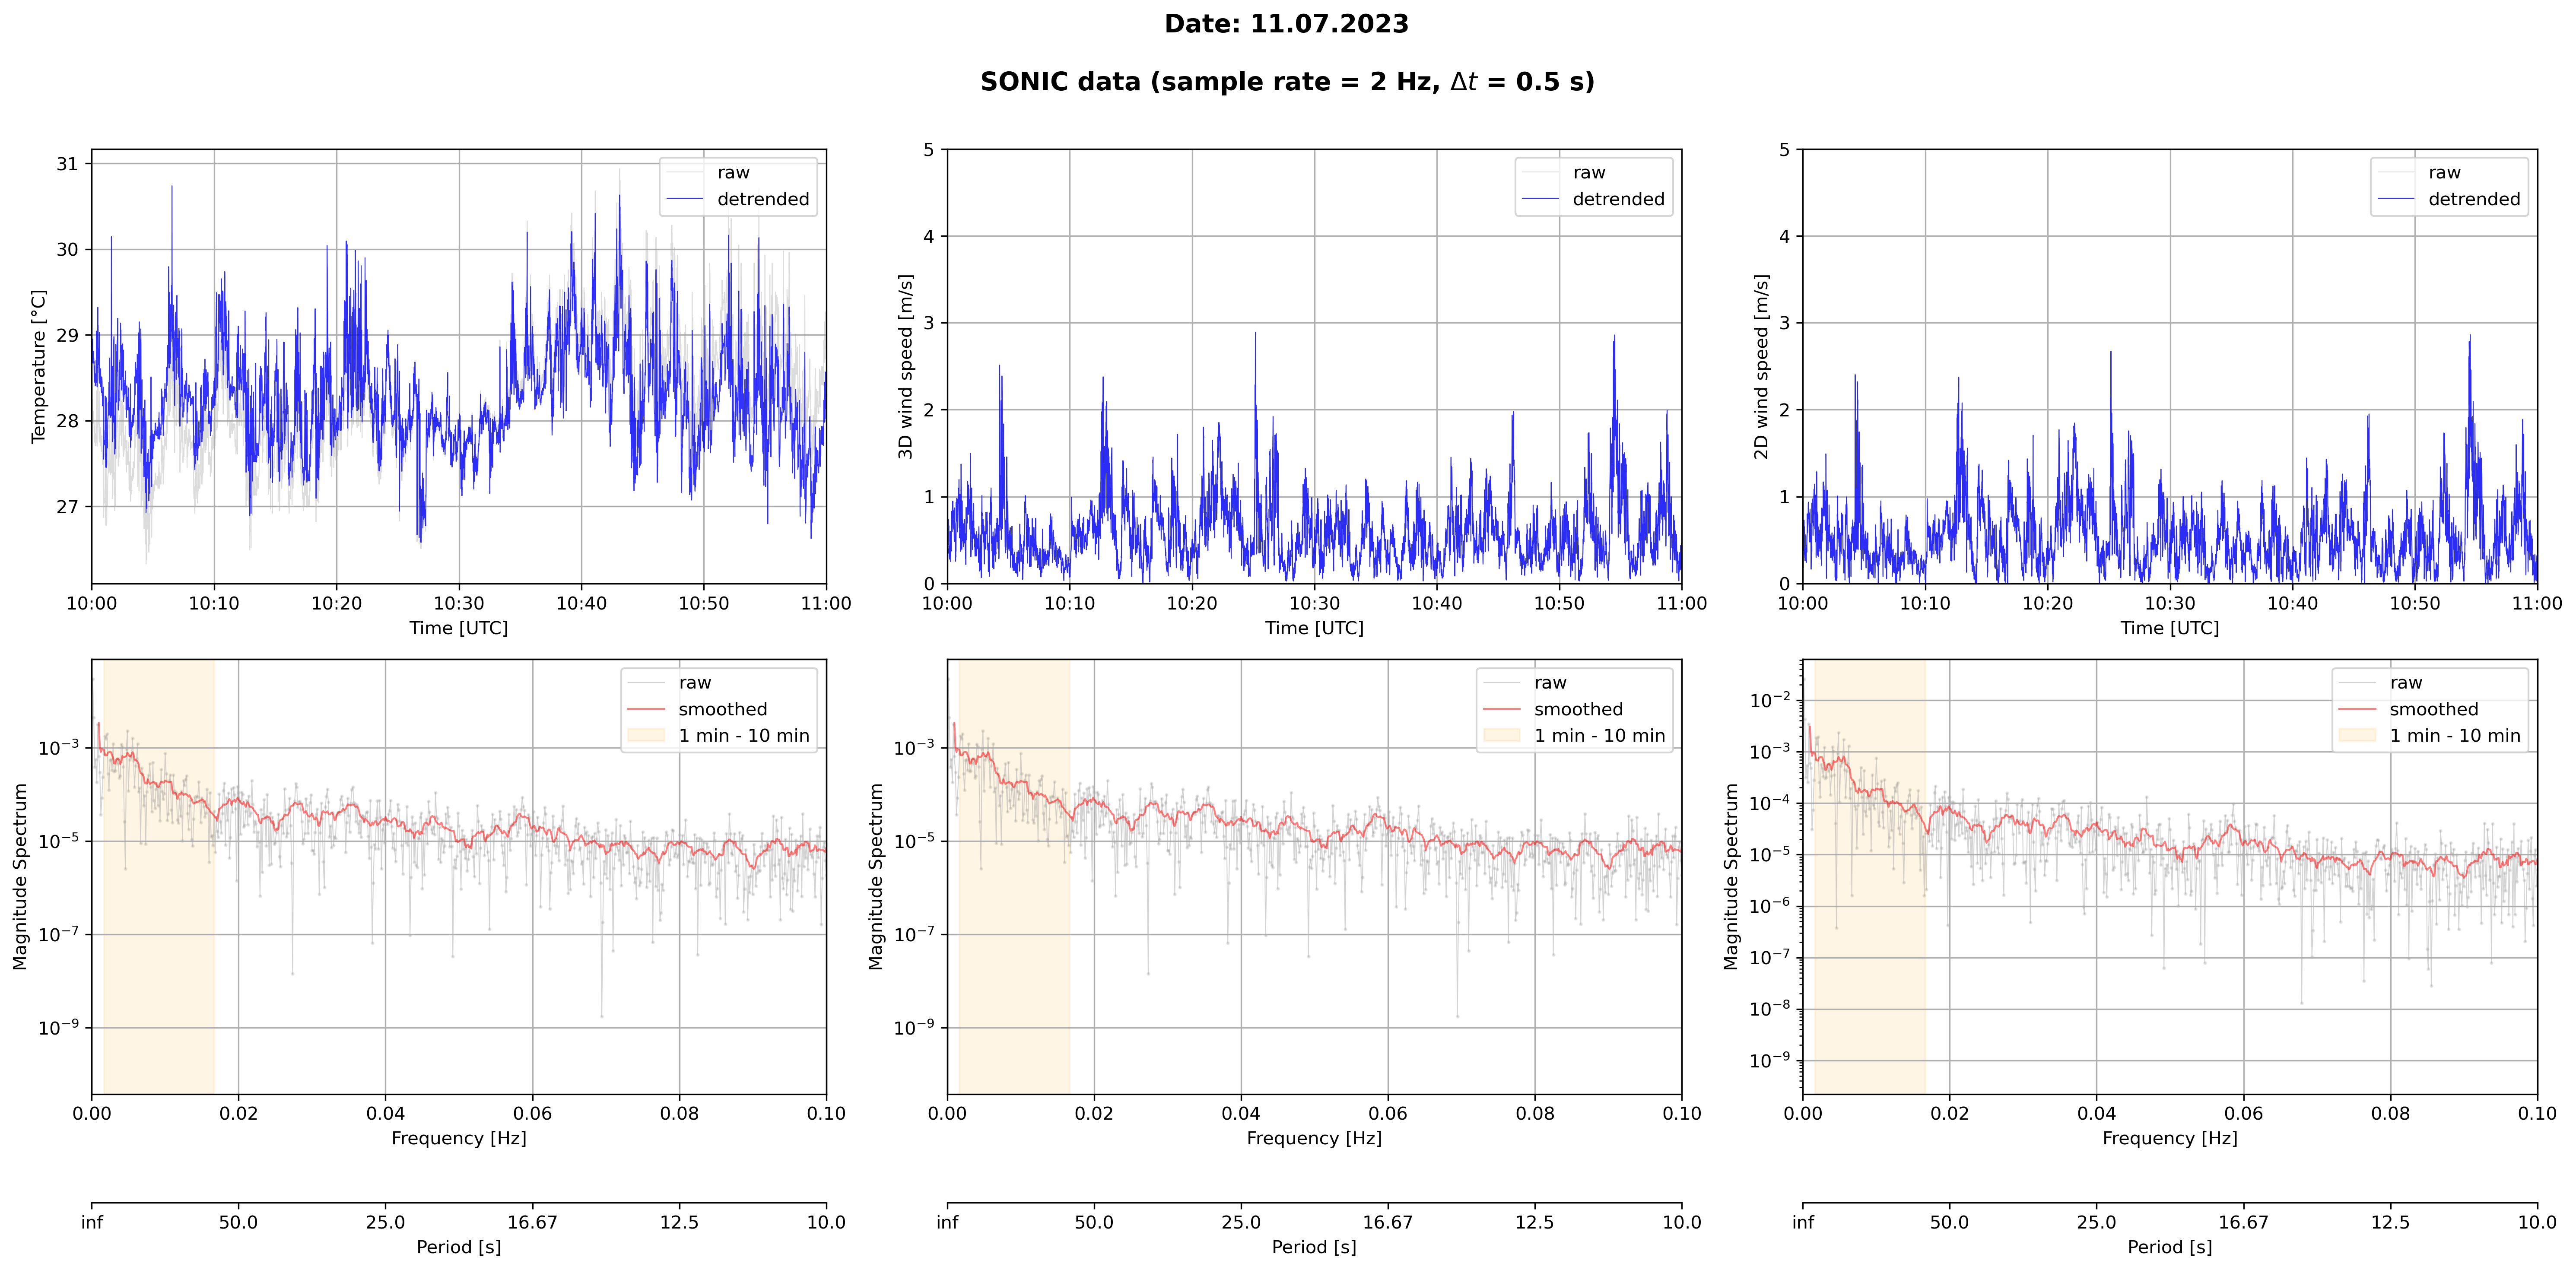 Date: 11.07.2023
SONIC data (sample rate = 2 Hz, Δt = 0.5 s)
Temperature [°C]
31
30
29
28
27
raw
detrended
10:00 10:10 10:20 10:30 10:40 10:50 11:00
Time [UTC]
3D wind speed [m/s]
5
4
3
2
1
0
raw
detrended
10:00 10:10 10:20 10:30 10:40 10:50 11:00
Time [UTC]
2D wind speed [m/s]
5
4
3
2
1
0
raw
detrended
10:00 10:10 10:20 10:30 10:40 10:50 11:00
Time [UTC]
Magnitude Spectrum
10⁻³
10⁻⁵
10⁻⁷
10⁻⁹
raw
smoothed
1 min - 10 min
0.00 0.02 0.04 0.06 0.08 0.10
Frequency [Hz]
inf 50.0 25.0 16.67 12.5 10.0
Period [s]
Magnitude Spectrum
10⁻³
10⁻⁵
10⁻⁷
10⁻⁹
raw
smoothed
1 min - 10 min
0.00 0.02 0.04 0.06 0.08 0.10
Frequency [Hz]
inf 50.0 25.0 16.67 12.5 10.0
Period [s]
Magnitude Spectrum
10⁻²
10⁻³
10⁻⁴
10⁻⁵
10⁻⁶
10⁻⁷
10⁻⁸
10⁻⁹
raw
smoothed
1 min - 10 min
0.00 0.02 0.04 0.06 0.08 0.10
Frequency [Hz]
inf 50.0 25.0 16.67 12.5 10.0
Period [s]